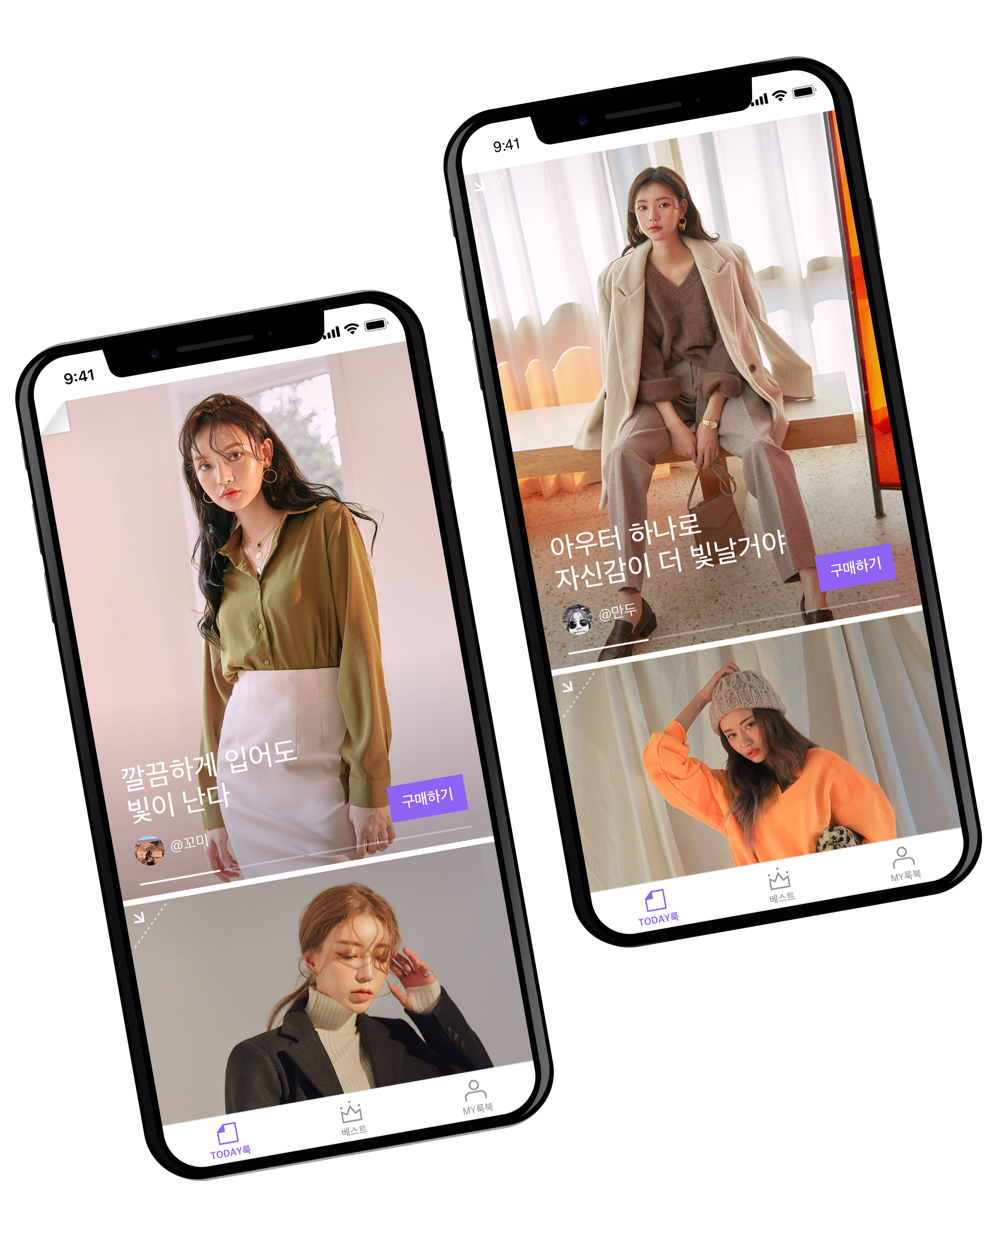 9:41
깔끔하게 입어도
빛이 난다
구매하기
@꼬미
TODAY룩
베스트
MY룩북
9:41
아우터 하나로
자신감이 더 빛날거야
구매하기
@만두
TODAY룩
베스트
MY룩북